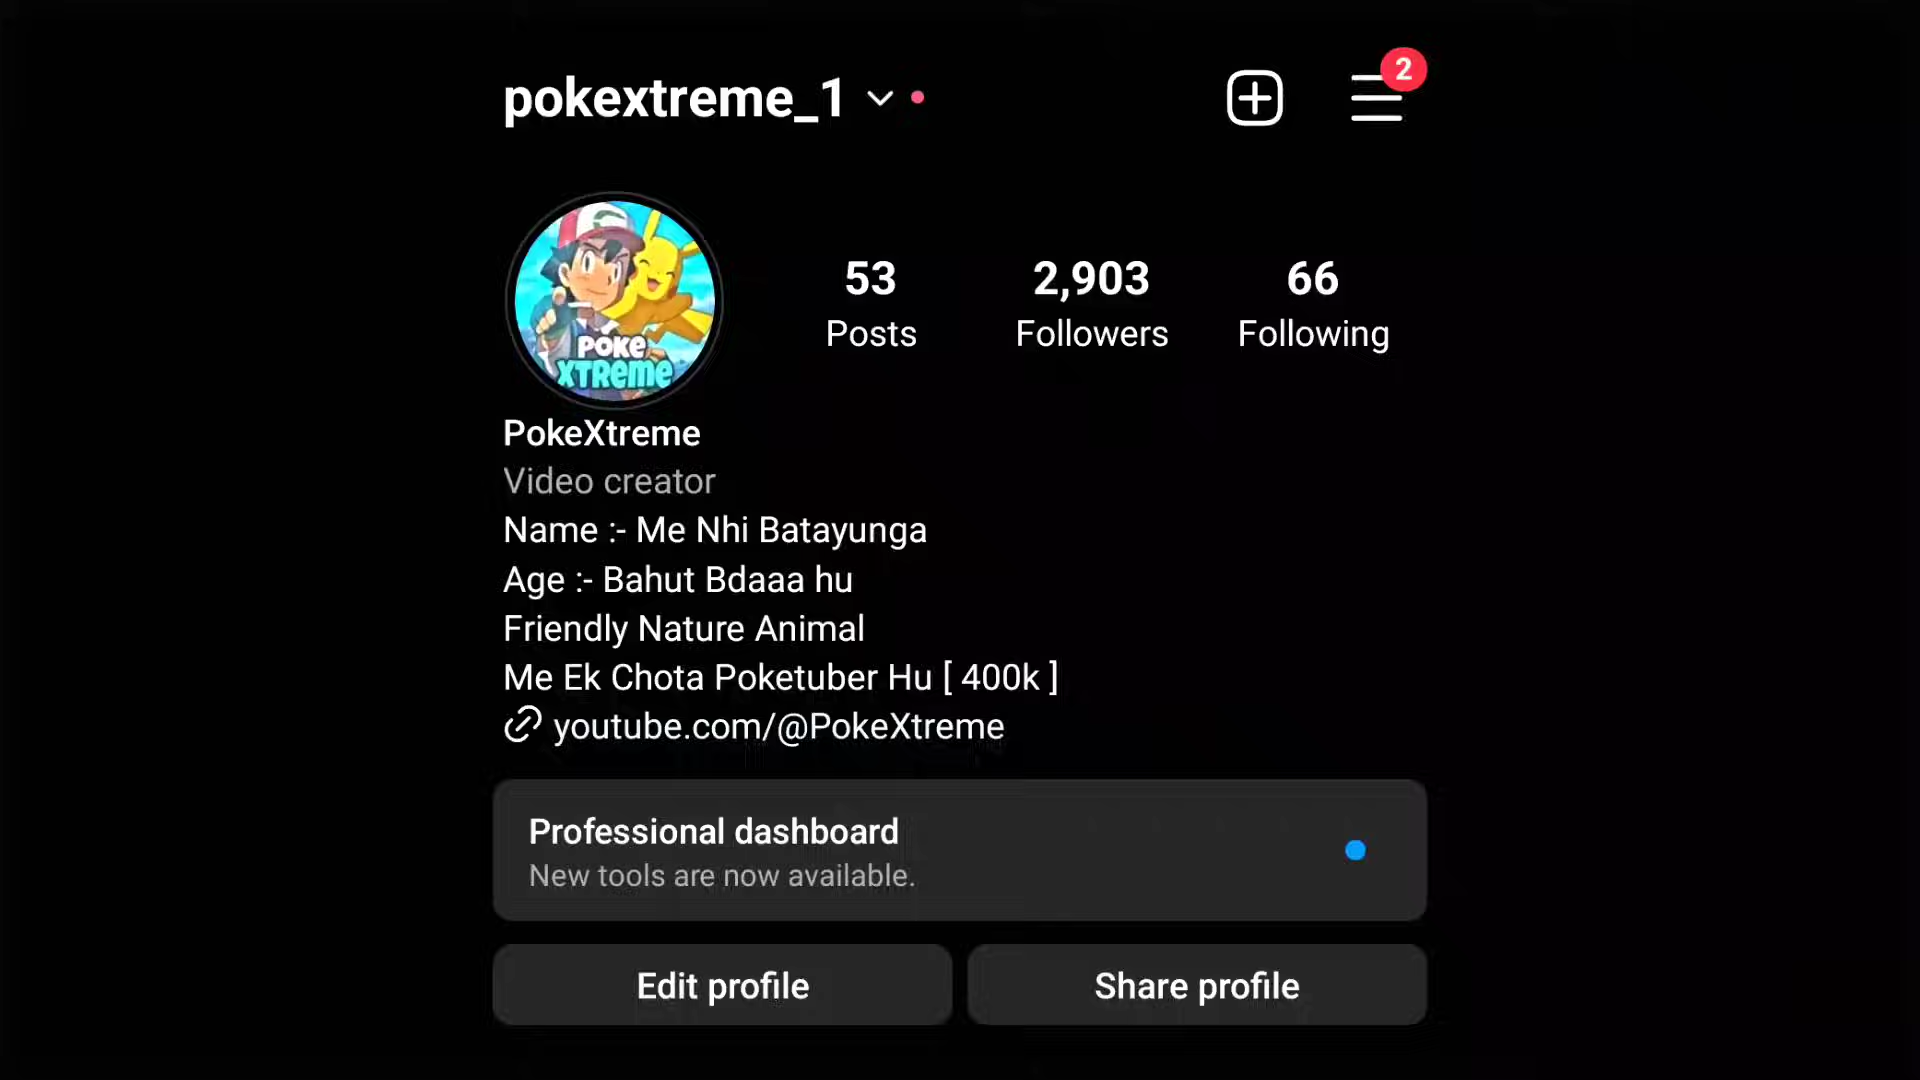 pokextreme_1
2
POKE
XTREME
53
Posts
2,903
Followers
66
Following
PokeXtreme
Video creator
Name :- Me Nhi Batayunga
Age :- Bahut Bdaaa hu
Friendly Nature Animal
Me Ek Chota Poketuber Hu [ 400k ]
youtube.com/@PokeXtreme
Professional dashboard
New tools are now available.
Edit profile
Share profile